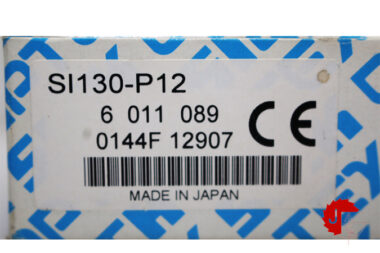 SI130-P12
6 011 089
0144F 12907
CE
MADE IN JAPAN